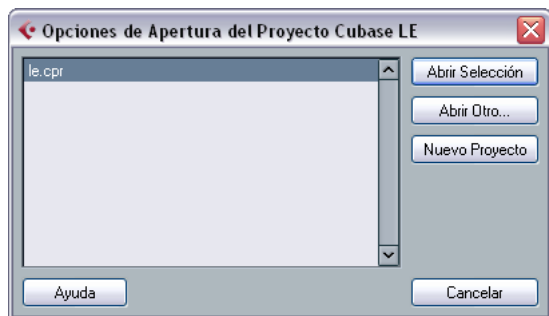 Opciones de Apertura del Proyecto Cubase LE
le.cpr
Abrir Selección
Abrir Otro...
Nuevo Proyecto
Ayuda
Cancelar